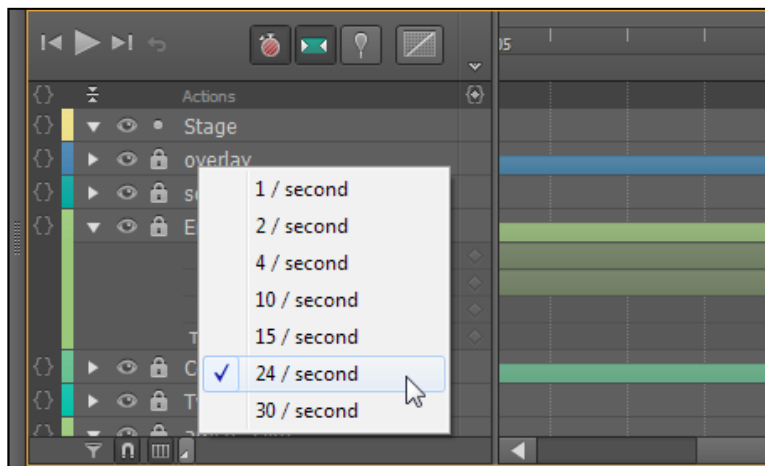 05
Actions
Stage
overlay
1 / second
2 / second
4 / second
10 / second
15 / second
24 / second
30 / second